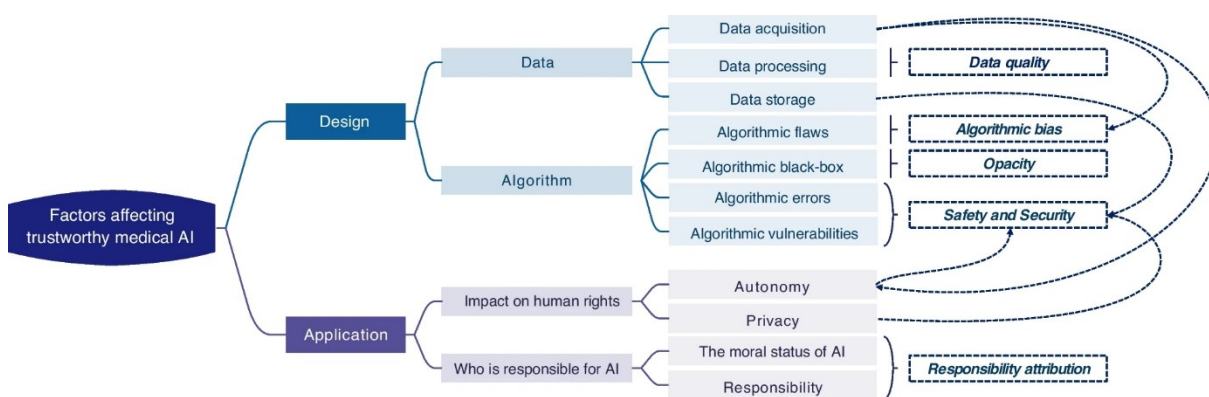 Factors affecting
trustworthy medical AI
Design
Application
Data
Algorithm
Impact on human rights
Who is responsible for AI
Data acquisition
Data processing
Data storage
Algorithmic flaws
Algorithmic black-box
Algorithmic errors
Algorithmic vulnerabilities
Autonomy
Privacy
The moral status of AI
Responsibility
Data quality
Algorithmic bias
Opacity
Safety and Security
Responsibility attribution